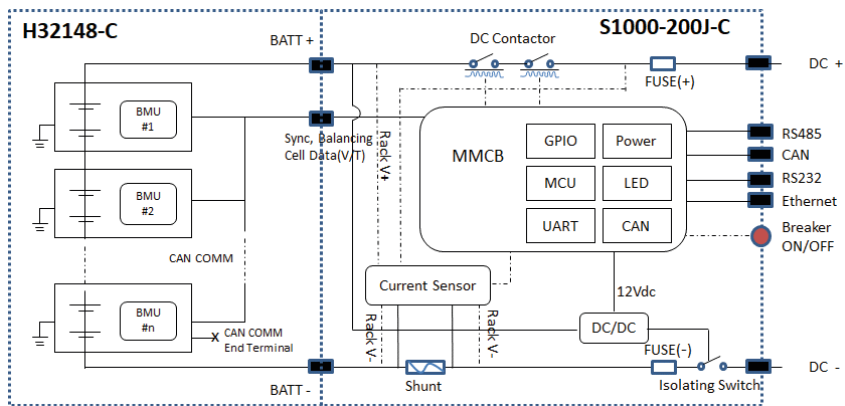 H32148-C
S1000-200J-C
BATT +
DC Contactor
DC +
FUSE(+)
BMU
#1
Sync, Balancing
Cell Data(V/T)
Rack V+
MMCB
GPIO
Power
MCU
LED
UART
CAN
RS485
CAN
RS232
Ethernet
Breaker
ON/OFF
BMU
#2
CAN COMM
Current Sensor
12Vdc
DC/DC
BMU
#n
X CAN COMM
End Terminal
Rack V-
Rack V-
FUSE(-)
BATT -
Shunt
Isolating Switch
DC -